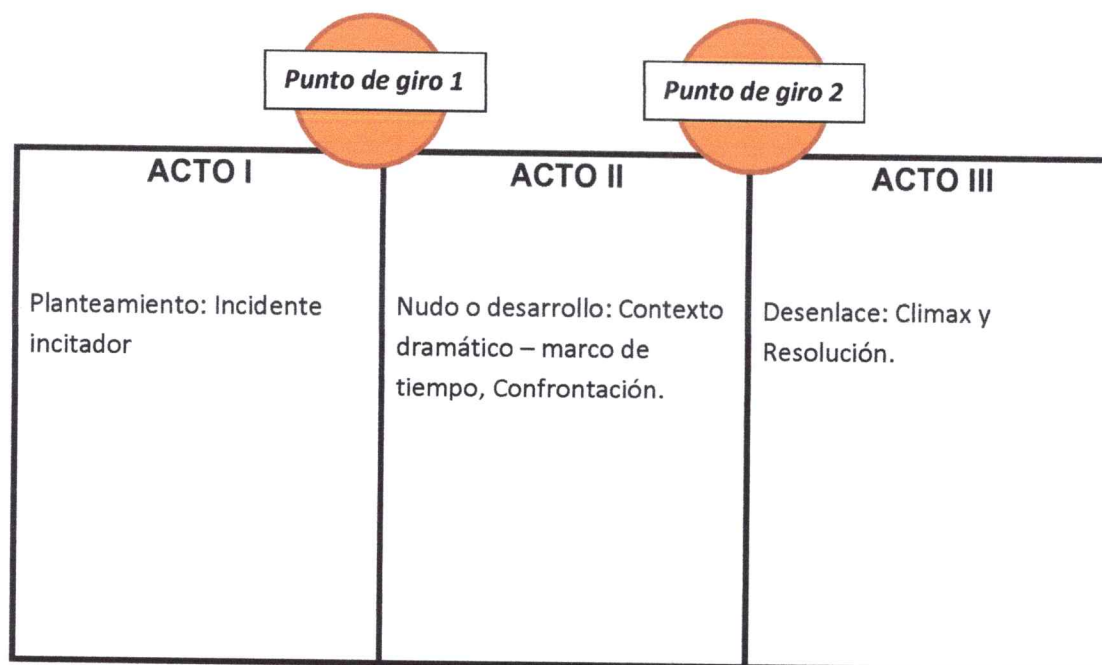 Punto de giro 1
Punto de giro 2
ACTO I
ACTO II
ACTO III
Planteamiento: Incidente
incitador
Nudo o desarrollo: Contexto
dramático – marco de
tiempo, Confrontación.
Desenlace: Climax y
Resolución.